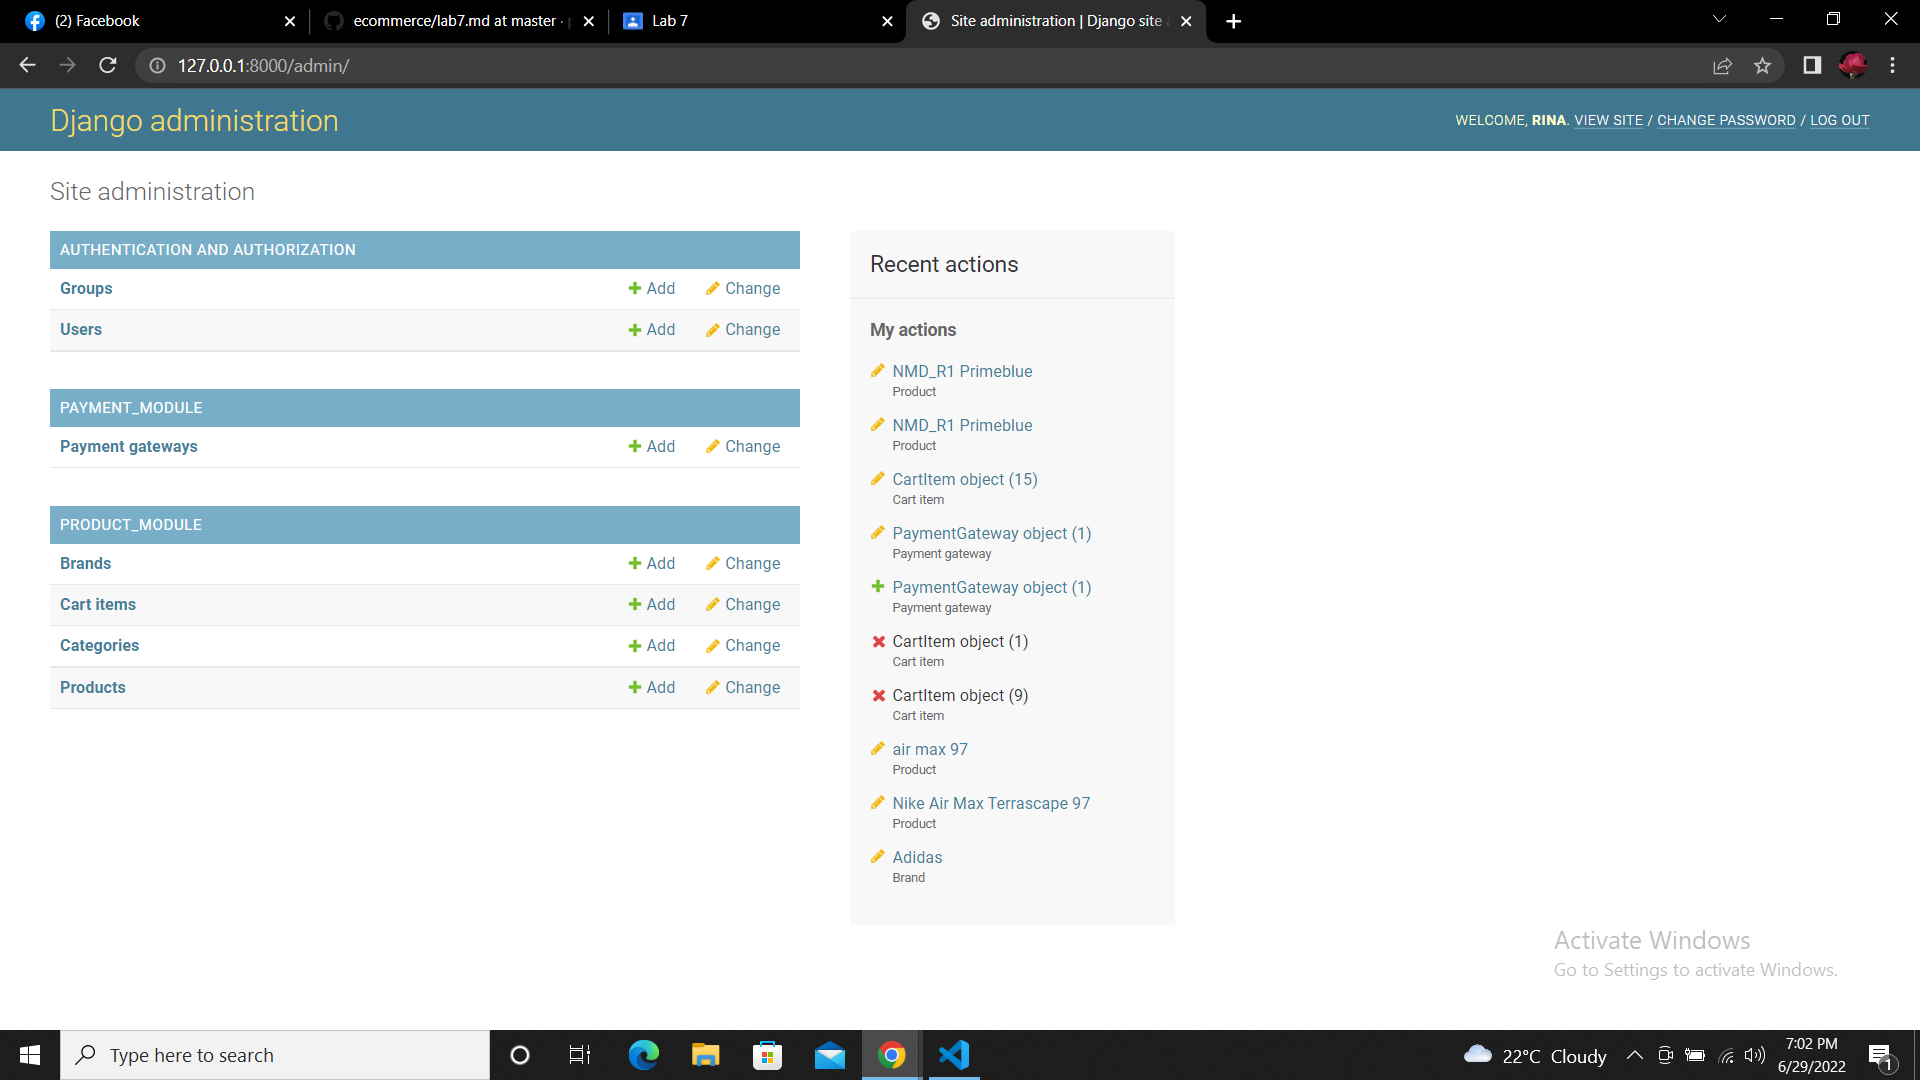 (2) Facebook
ecommerce/lab7.md at master ·
Lab 7
Site administration | Django site
127.0.0.1:8000/admin/
Django administration
WELCOME, RINA. VIEW SITE / CHANGE PASSWORD / LOG OUT
Site administration
AUTHENTICATION AND AUTHORIZATION
Groups Add Change
Users Add Change
PAYMENT_MODULE
Payment gateways Add Change
PRODUCT_MODULE
Brands Add Change
Cart items Add Change
Categories Add Change
Products Add Change
Recent actions
My actions
NMD_R1 Primeblue
Product
NMD_R1 Primeblue
Product
CartItem object (15)
Cart item
PaymentGateway object (1)
Payment gateway
PaymentGateway object (1)
Payment gateway
CartItem object (1)
Cart item
CartItem object (9)
Cart item
air max 97
Product
Nike Air Max Terrascape 97
Product
Adidas
Brand
Activate Windows
Go to Settings to activate Windows.
Type here to search
22°C Cloudy
7:02 PM
6/29/2022
1